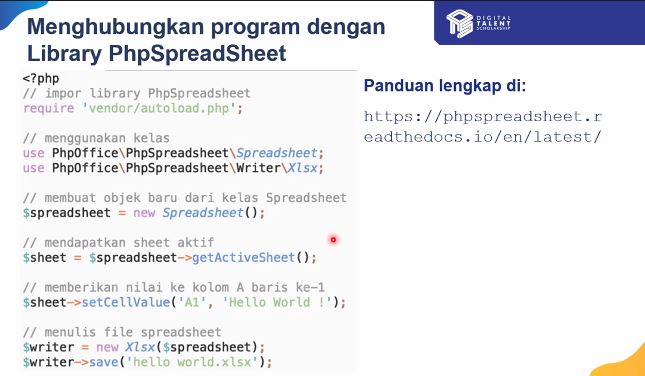 Menghubungkan program dengan
Library PhpSpreadSheet
DIGITAL
TALENT
SCHOLARSHIP
<?php
// impor library PhpSpreadsheet
require 'vendor/autoload.php';
// menggunakan kelas
use PhpOffice\PhpSpreadsheet\Spreadsheet;
use PhpOffice\PhpSpreadsheet\Writer\Xlsx;
// membuat objek baru dari kelas Spreadsheet
$spreadsheet = new Spreadsheet();
// mendapatkan sheet aktif
$sheet = $spreadsheet->getActiveSheet();
// memberikan nilai ke kolom A baris ke-1
$sheet->setCellValue('A1', 'Hello World !');
// menulis file spreadsheet
$writer = new Xlsx($spreadsheet);
$writer->save('hello world.xlsx');
Panduan lengkap di:
https://phpspreadsheet.r
eadthedocs.io/en/latest/